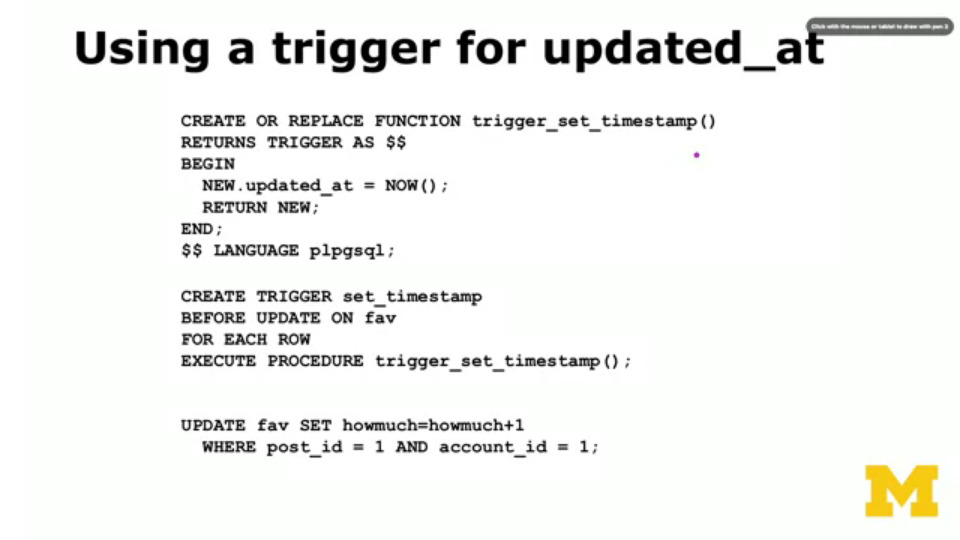 Click with the mouse or tablet to draw with pen 3
Using a trigger for updated_at
CREATE OR REPLACE FUNCTION trigger_set_timestamp()
RETURNS TRIGGER AS $$
BEGIN
  NEW.updated_at = NOW();
  RETURN NEW;
END;
$$ LANGUAGE plpgsql;
CREATE TRIGGER set_timestamp
BEFORE UPDATE ON fav
FOR EACH ROW
EXECUTE PROCEDURE trigger_set_timestamp();
UPDATE fav SET howmuch=howmuch+1
  WHERE post_id = 1 AND account_id = 1;
M